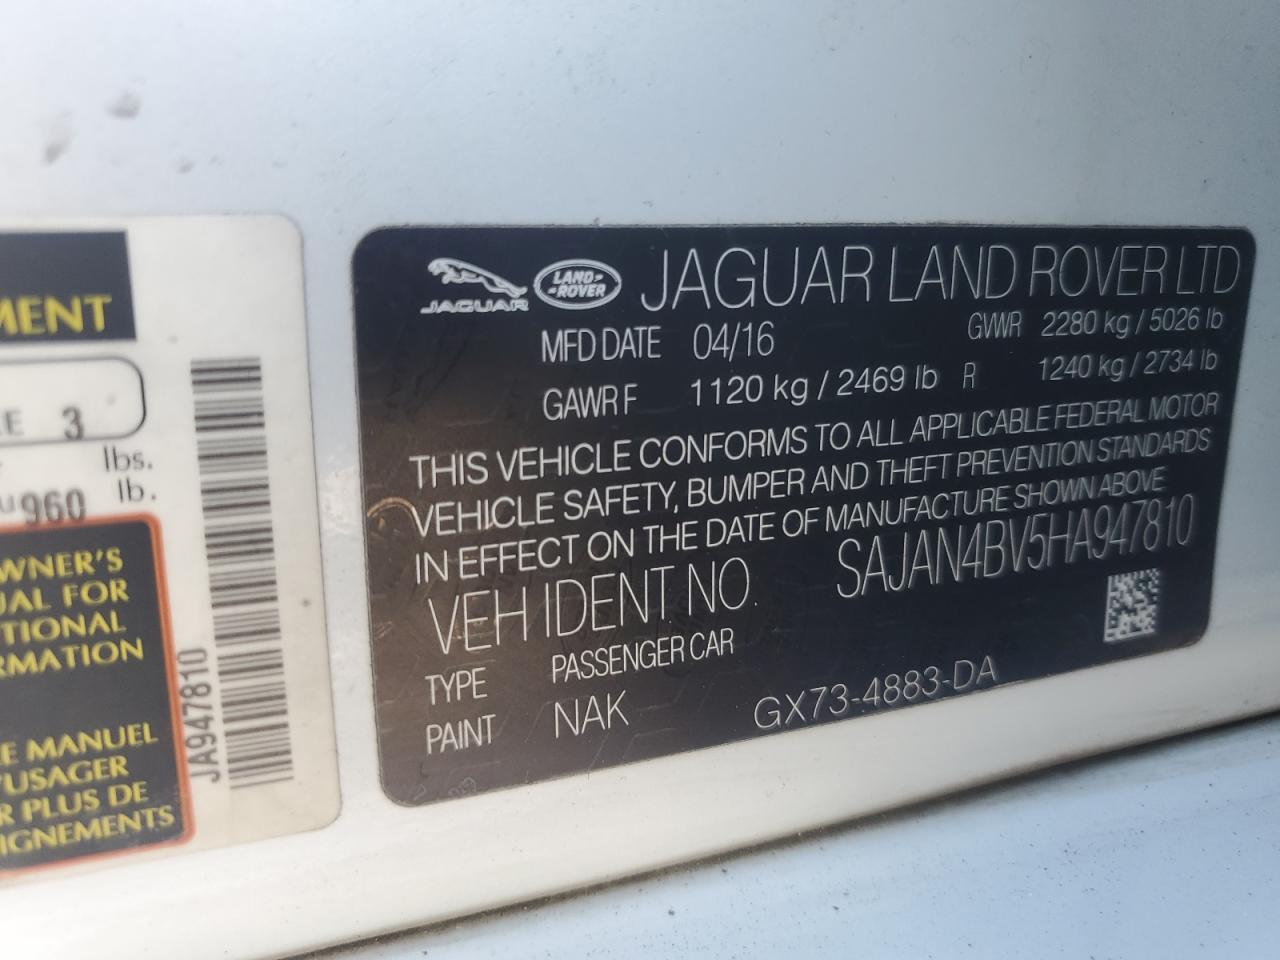 MENT
E 3
lbs.
960 lb.
WNER'S
UAL FOR
TIONAL
RMATION
E MANUEL
'USAGER
R PLUS DE
IGNEMENTS
JA947810
JAGUAR
LAND-
-ROVER
JAGUAR LAND ROVER LTD
MFD DATE 04/16 GVWR 2280 kg / 5026 lb
GAWR F 1120 kg / 2469 lb R 1240 kg / 2734 lb
THIS VEHICLE CONFORMS TO ALL APPLICABLE FEDERAL MOTOR
VEHICLE SAFETY, BUMPER AND THEFT PREVENTION STANDARDS
IN EFFECT ON THE DATE OF MANUFACTURE SHOWN ABOVE
VEH IDENT NO. SAJAN4BV5HA947810
TYPE PASSENGER CAR
PAINT NAK GX73-4883-DA